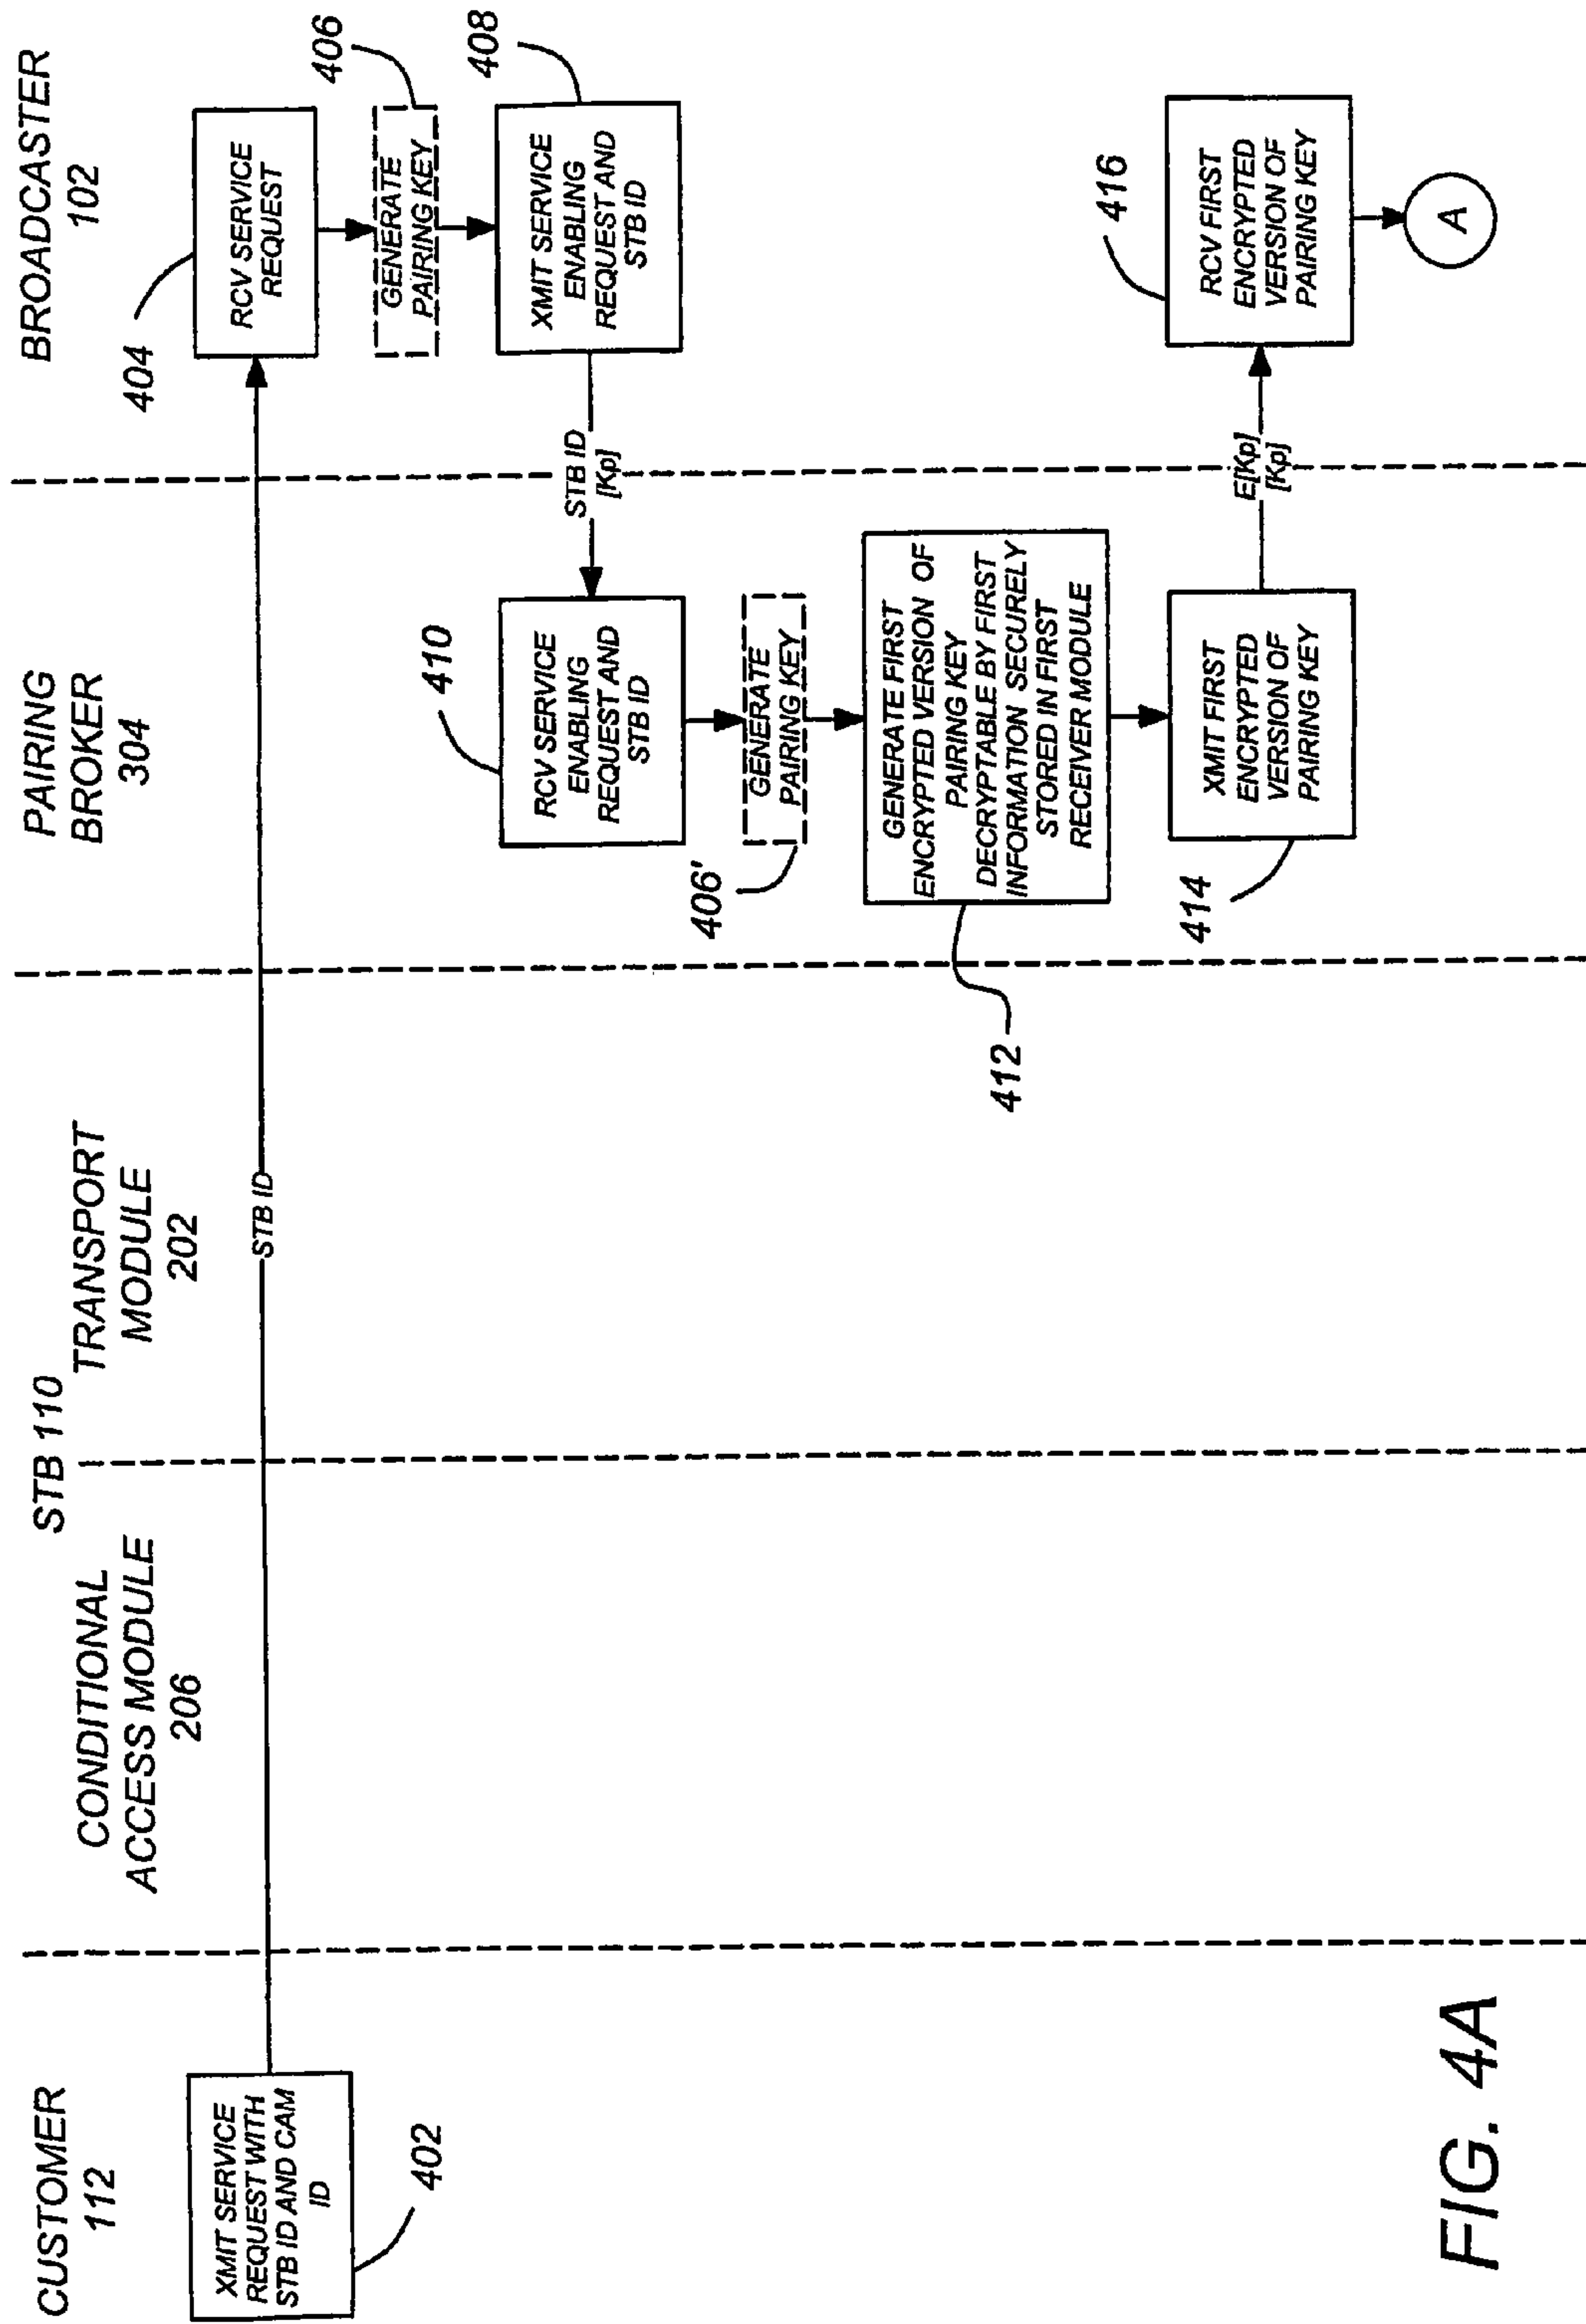 CUSTOMER
112
STB 110
CONDITIONAL
ACCESS MODULE
206
TRANSPORT
MODULE
202
PAIRING
BROKER
304
BROADCASTER
102
XMIT SERVICE
REQUEST WITH
STB ID AND CAM
ID
402
STB ID
404
RCV SERVICE
REQUEST
406
GENERATE
PAIRING KEY
408
XMIT SERVICE
ENABLING
REQUEST AND
STB ID
STB ID
[Kp]
410
RCV SERVICE
ENABLING
REQUEST AND
STB ID
406'
GENERATE
PAIRING KEY
412
GENERATE FIRST
ENCRYPTED VERSION OF
PAIRING KEY
DECRYPTABLE BY FIRST
INFORMATION SECURELY
STORED IN FIRST
RECEIVER MODULE
414
XMIT FIRST
ENCRYPTED
VERSION OF
PAIRING KEY
E[Kp]
[Kp]
416
RCV FIRST
ENCRYPTED
VERSION OF
PAIRING KEY
A
FIG. 4A